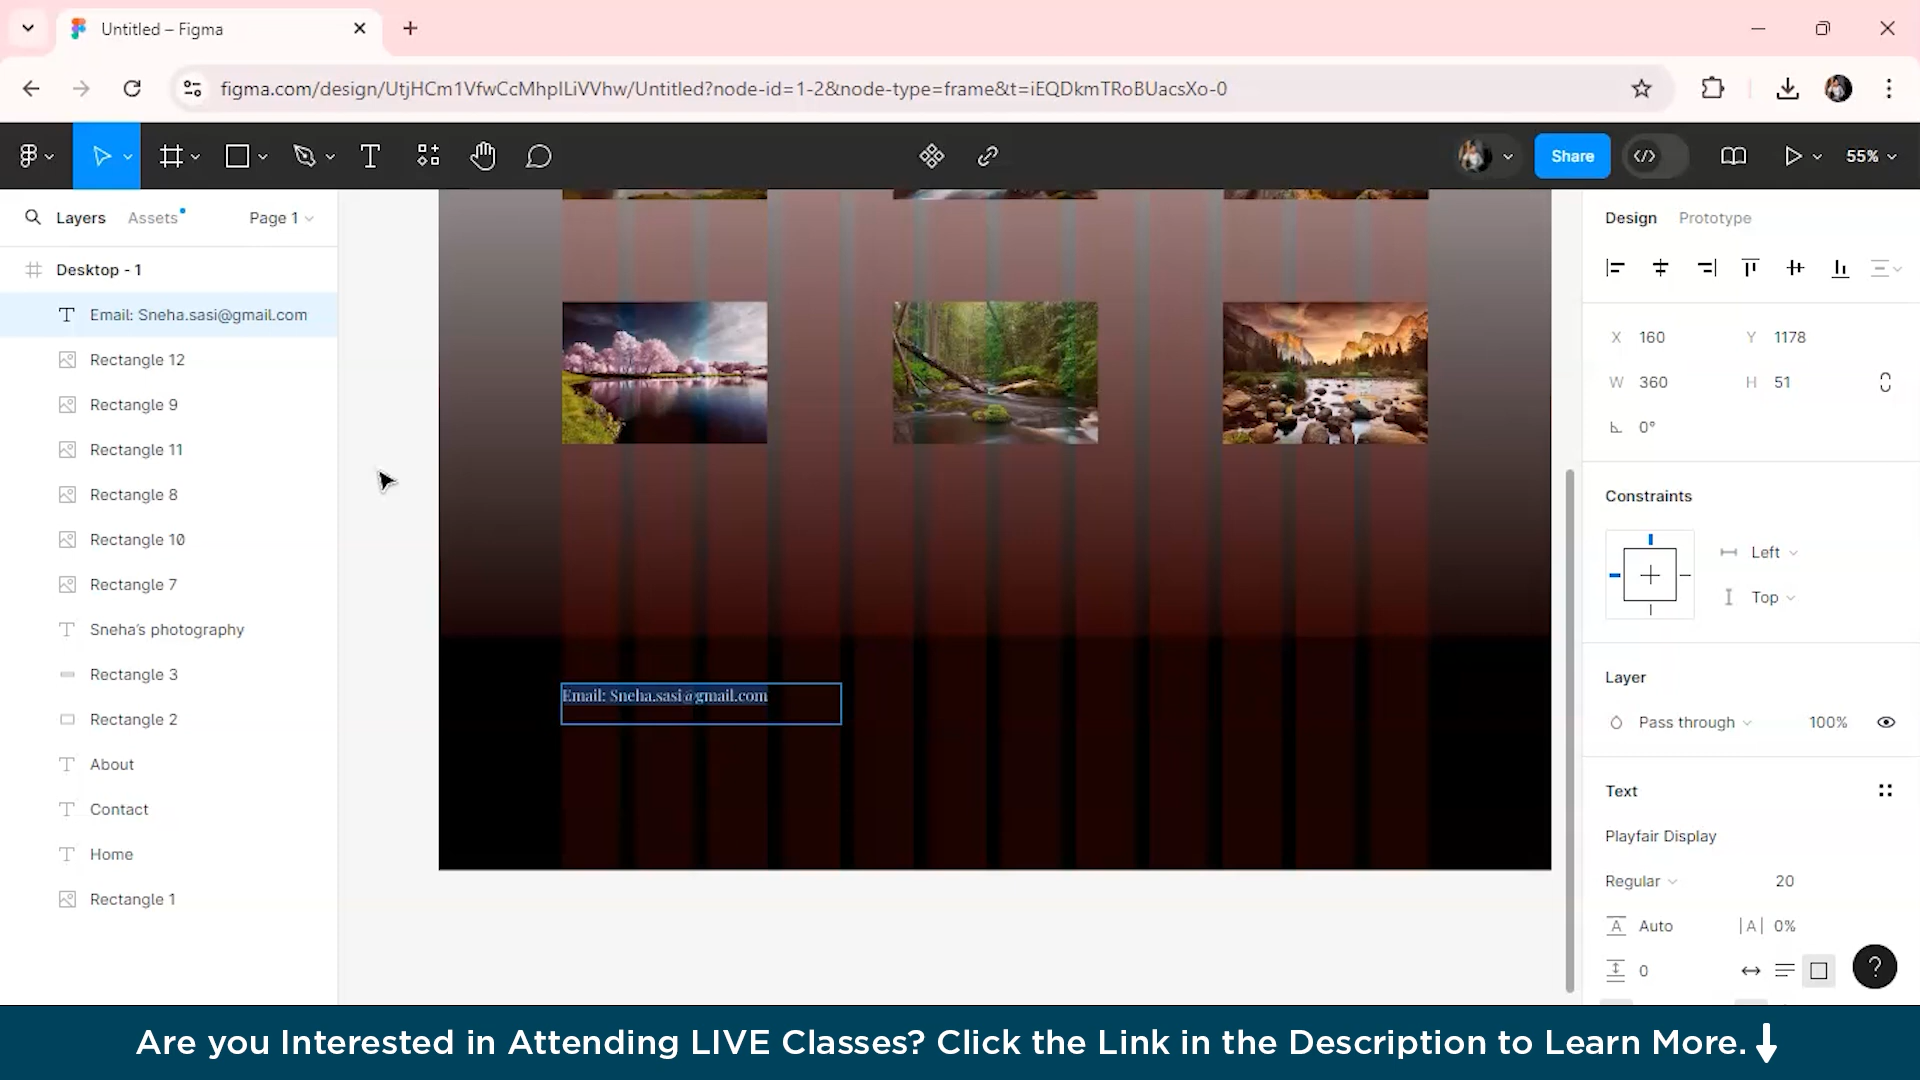 Untitled – Figma
figma.com/design/UtjHCm1VfwCcMhpILiVVhw/Untitled?node-id=1-2&node-type=frame&t=iEQDkmTRoBUacsXo-0
Share
55%
Layers
Assets
Page 1
Desktop - 1
Email: Sneha.sasi@gmail.com
Rectangle 12
Rectangle 9
Rectangle 11
Rectangle 8
Rectangle 10
Rectangle 7
Sneha's photography
Rectangle 3
Rectangle 2
About
Contact
Home
Rectangle 1
Email: Sneha.sasi@gmail.com
Design
Prototype
X 160
Y 1178
W 360
H 51
0°
Constraints
Left
Top
Layer
Pass through
100%
Text
Playfair Display
Regular
20
A Auto
|A| 0%
0
?
Are you Interested in Attending LIVE Classes? Click the Link in the Description to Learn More.